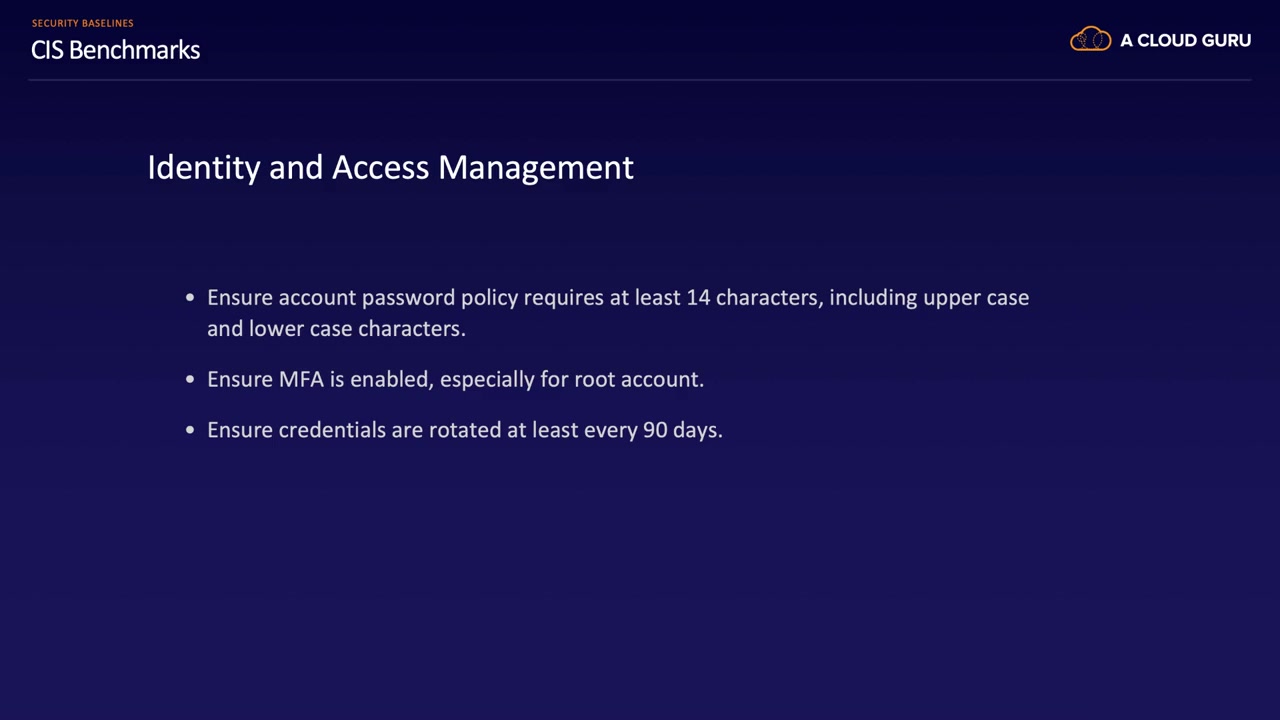 SECURITY BASELINES
CIS Benchmarks
A CLOUD GURU
Identity and Access Management
• Ensure account password policy requires at least 14 characters, including upper case
and lower case characters.
• Ensure MFA is enabled, especially for root account.
• Ensure credentials are rotated at least every 90 days.